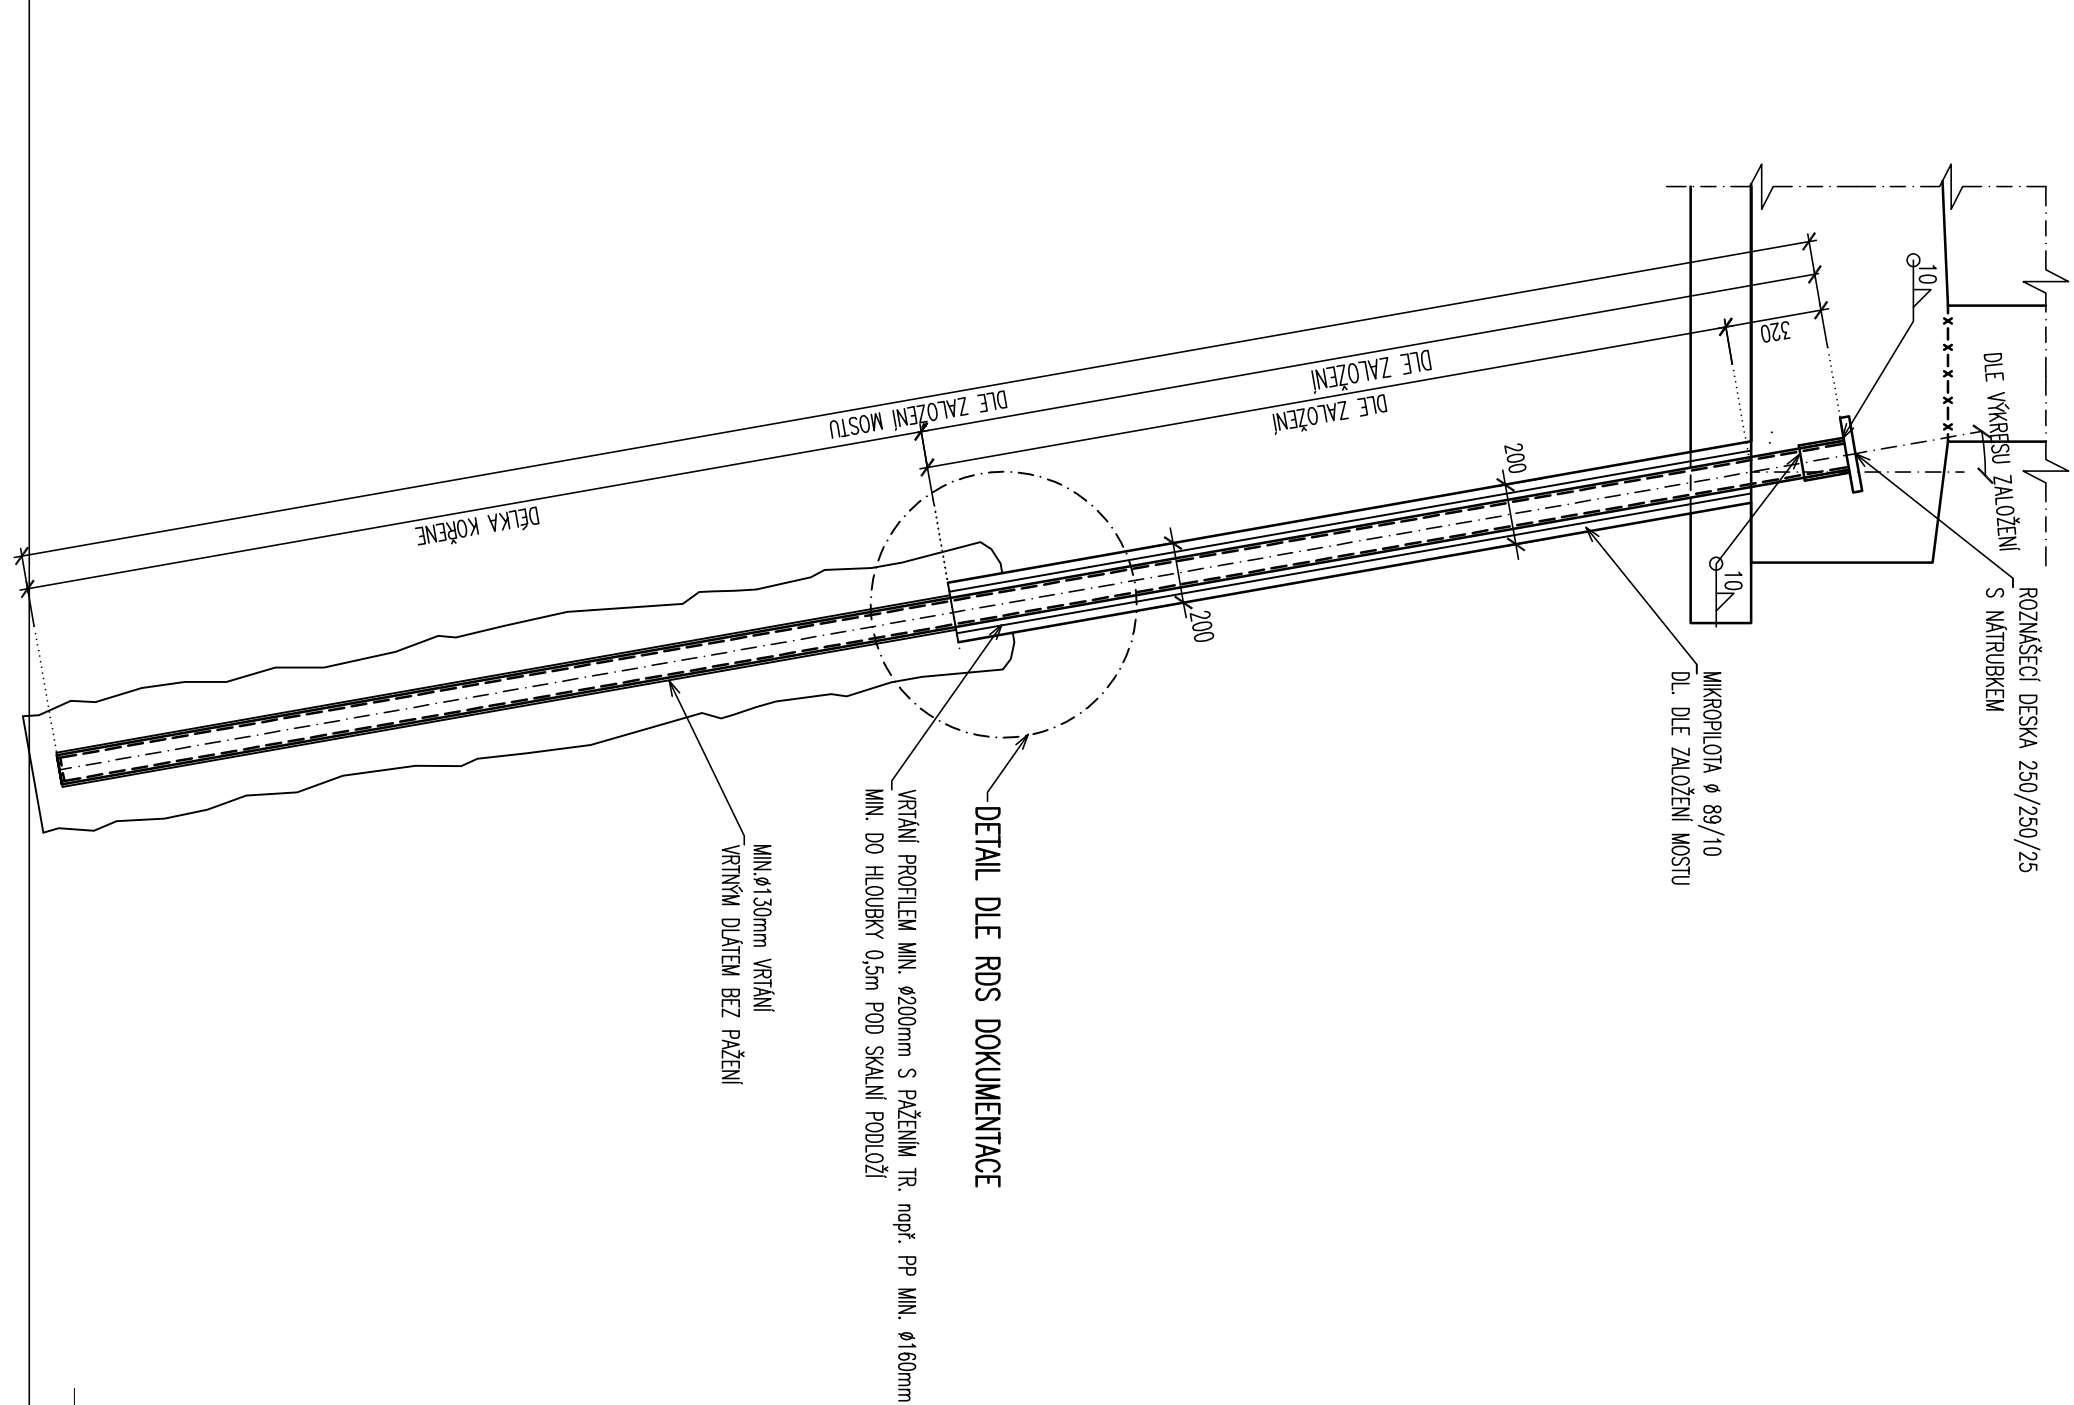 10
DLE VÝKRESU ZALOŽENÍ
ROZNÁŠECÍ DESKA 250/250/25
S NÁTRUBKEM
320
DLE ZALOŽENÍ
DLE ZALOŽENÍ
DLE ZALOŽENÍ MOSTU
DÉLKA KOŘENE
200
200
10
MIKROPILOTA ø 89/10
DL. DLE ZALOŽENÍ MOSTU
DETAIL DLE RDS DOKUMENTACE
VRTÁNÍ PROFILEM MIN. ø200mm S PAŽENÍM TR. např. PP MIN. ø160mm
MIN. DO HLOUBKY 0,5m POD SKALNÍ PODLOŽÍ
MIN.ø130mm VRTÁNÍ
VRTNÝM DLÁTEM BEZ PAŽENÍ